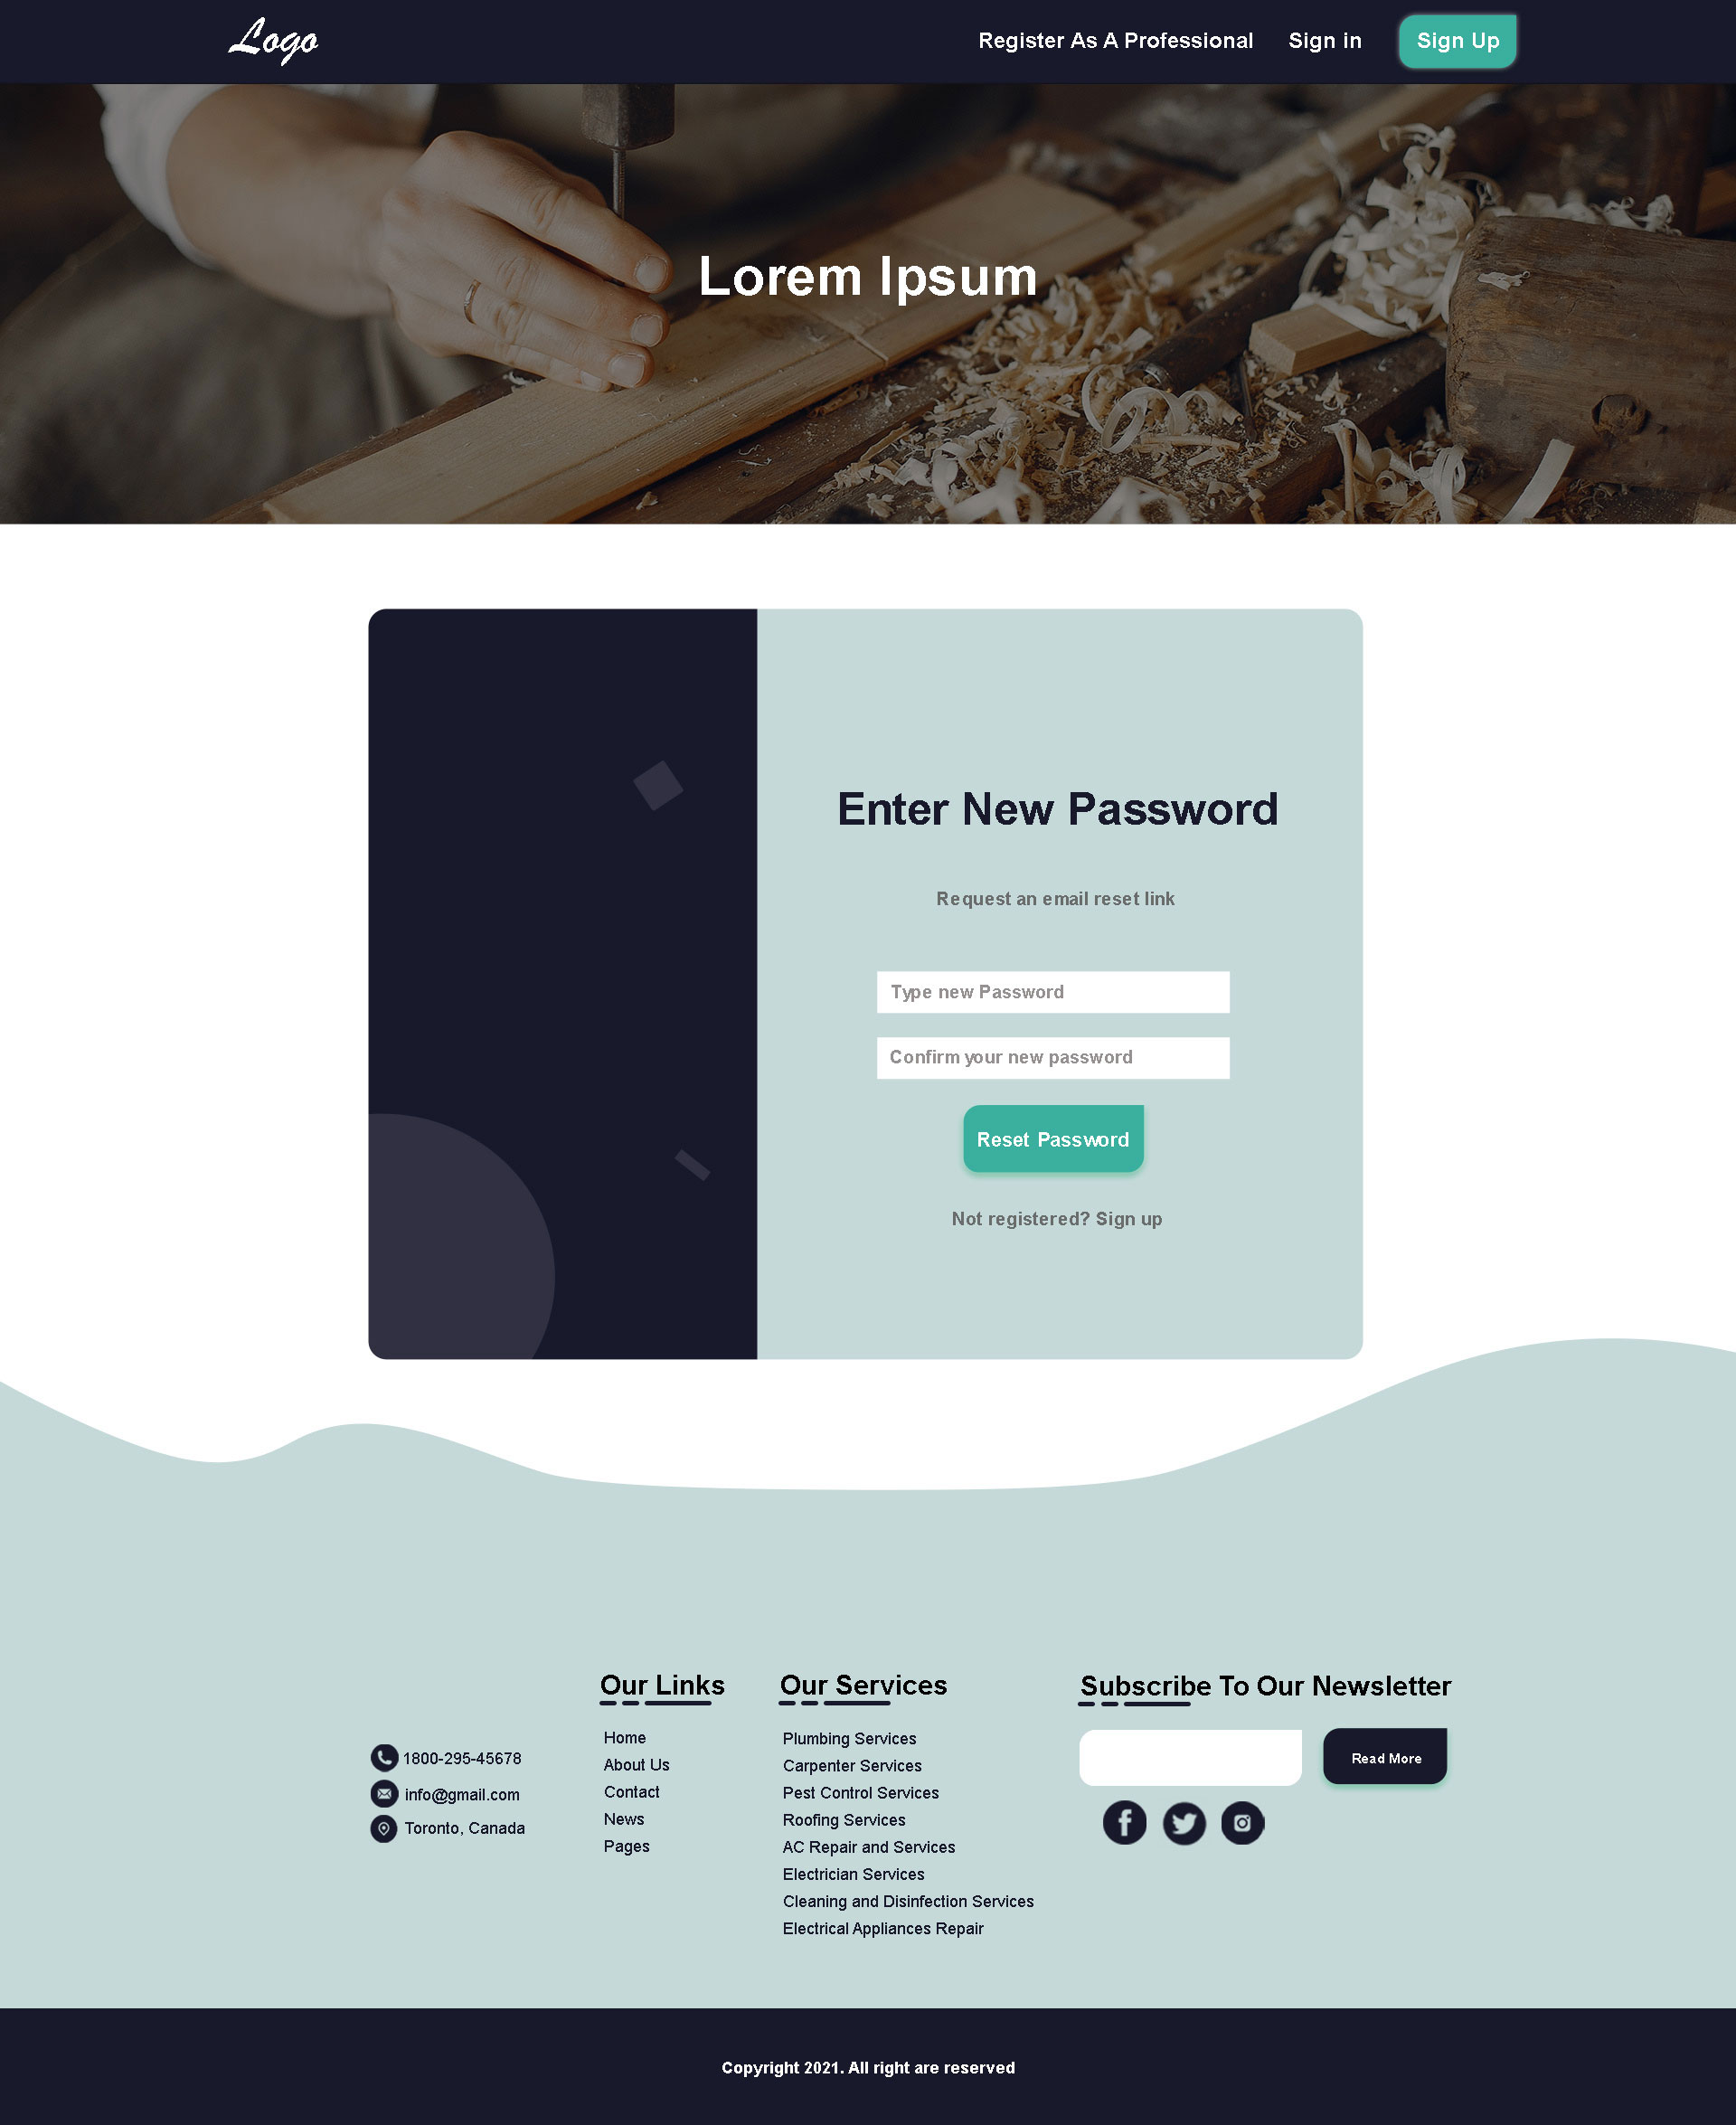 Logo
Register As A Professional
Sign in
Sign Up
Lorem Ipsum
Enter New Password
Request an email reset link
Type new Password
Confirm your new password
Reset Password
Not registered? Sign up
1800-295-45678
info@gmail.com
Toronto, Canada
Our Links
Home
About Us
Contact
News
Pages
Our Services
Plumbing Services
Carpenter Services
Pest Control Services
Roofing Services
AC Repair and Services
Electrician Services
Cleaning and Disinfection Services
Electrical Appliances Repair
Subscribe To Our Newsletter
Read More
Copyright 2021. All right are reserved